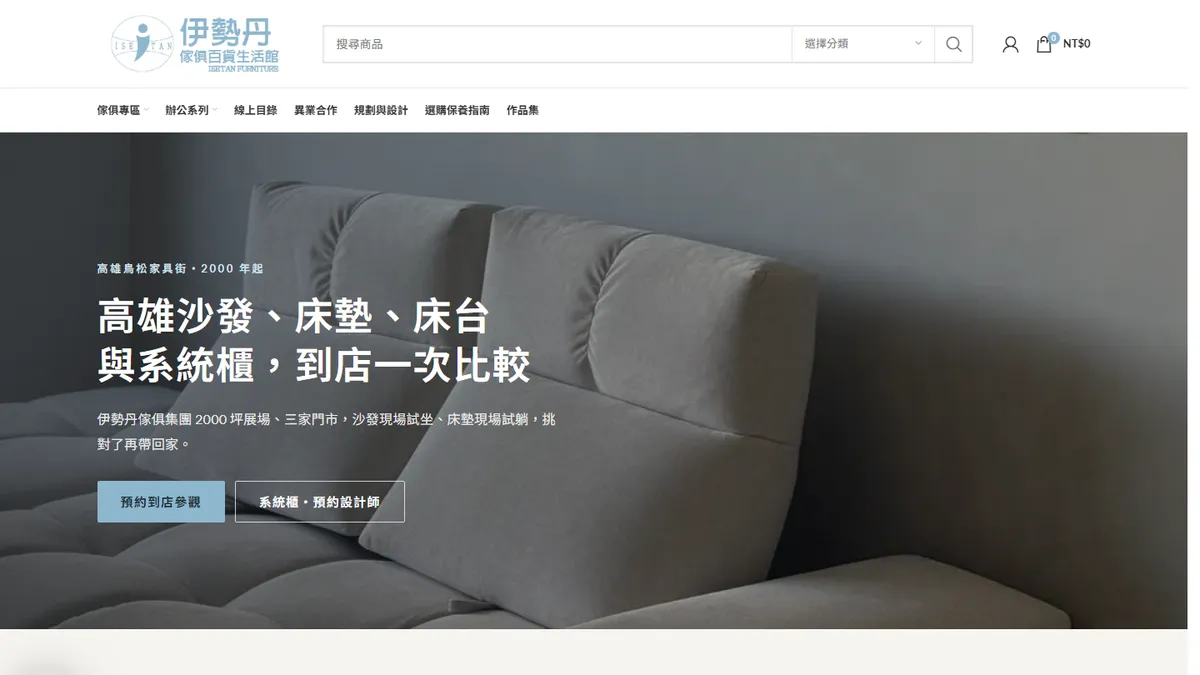 ISETAN
伊勢丹
傢俱百貨生活館
ISETAN FURNITURE
搜尋商品
選擇分類
0
NT$0
傢俱專區
辦公系列
線上目錄
異業合作
規劃與設計
選購保養指南
作品集
高雄鳥松家具街・2000 年起
高雄沙發、床墊、床台
與系統櫃，到店一次比較
伊勢丹傢俱集團 2000 坪展場、三家門市，沙發現場試坐、床墊現場試躺，挑
對了再帶回家。
預約到店參觀
系統櫃・預約設計師